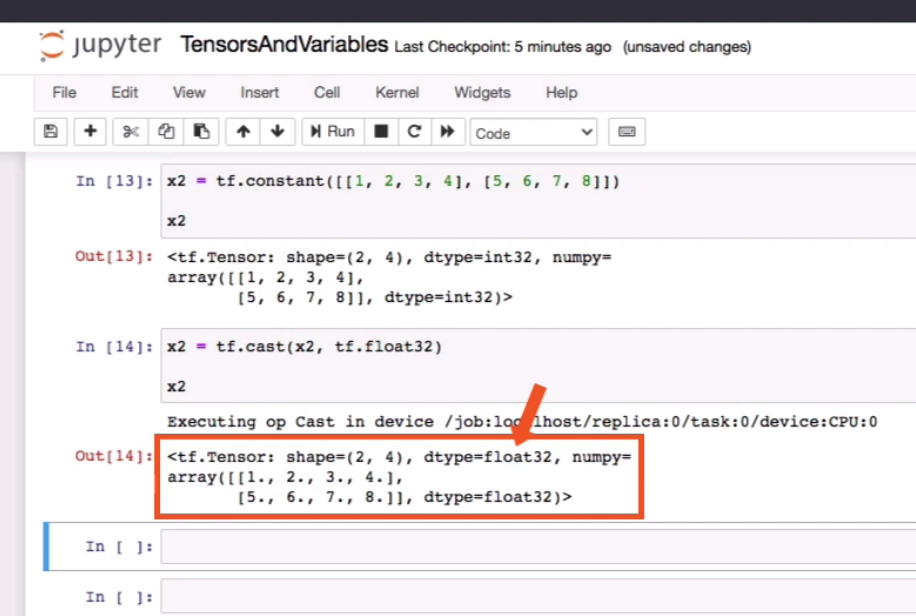 jupyter TensorsAndVariables Last Checkpoint: 5 minutes ago (unsaved changes)
File Edit View Insert Cell Kernel Widgets Help
Run Code
In [13]: x2 = tf.constant([[1, 2, 3, 4], [5, 6, 7, 8]])
x2
Out[13]: <tf.Tensor: shape=(2, 4), dtype=int32, numpy=
array([[1, 2, 3, 4],
[5, 6, 7, 8]], dtype=int32)>
In [14]: x2 = tf.cast(x2, tf.float32)
x2
Executing op Cast in device /job:localhost/replica:0/task:0/device:CPU:0
Out[14]: <tf.Tensor: shape=(2, 4), dtype=float32, numpy=
array([[1., 2., 3., 4.],
[5., 6., 7., 8.]], dtype=float32)>
In [ ]:
In [ ]: